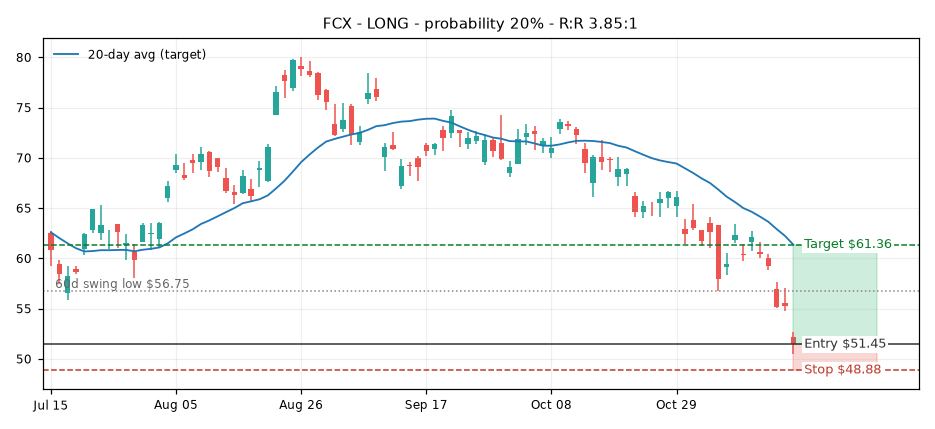 FCX - LONG - probability 20% - R:R 3.85:1
20-day avg (target)
80
75
70
65
60
55
50
Target $61.36
60d swing low $56.75
Entry $51.45
Stop $48.88
Jul 15
Aug 05
Aug 26
Sep 17
Oct 08
Oct 29